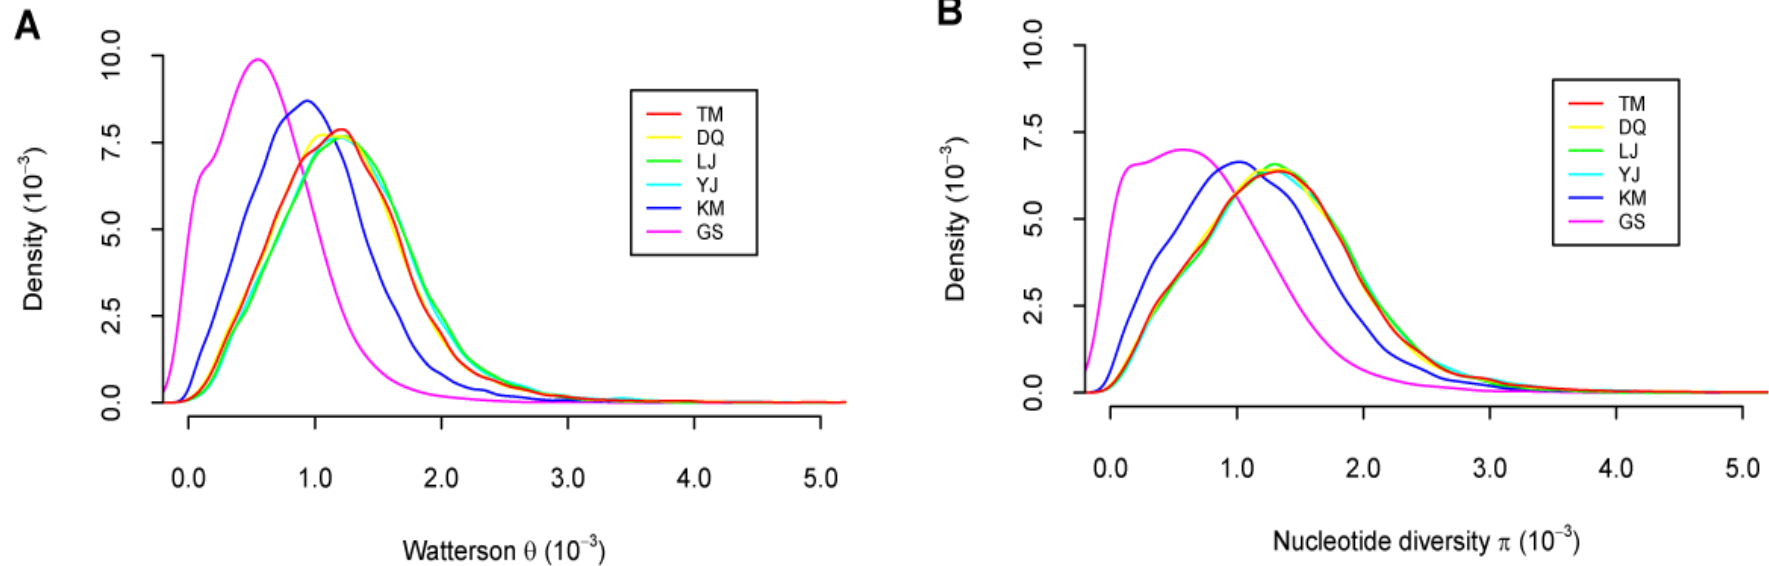 A
Density (10⁻³)
10.0
7.5
5.0
2.5
0.0
TM
DQ
LJ
YJ
KM
GS
0.0 1.0 2.0 3.0 4.0 5.0
Watterson θ (10⁻³)
B
Density (10⁻³)
10.0
7.5
5.0
2.5
0.0
TM
DQ
LJ
YJ
KM
GS
0.0 1.0 2.0 3.0 4.0 5.0
Nucleotide diversity π (10⁻³)